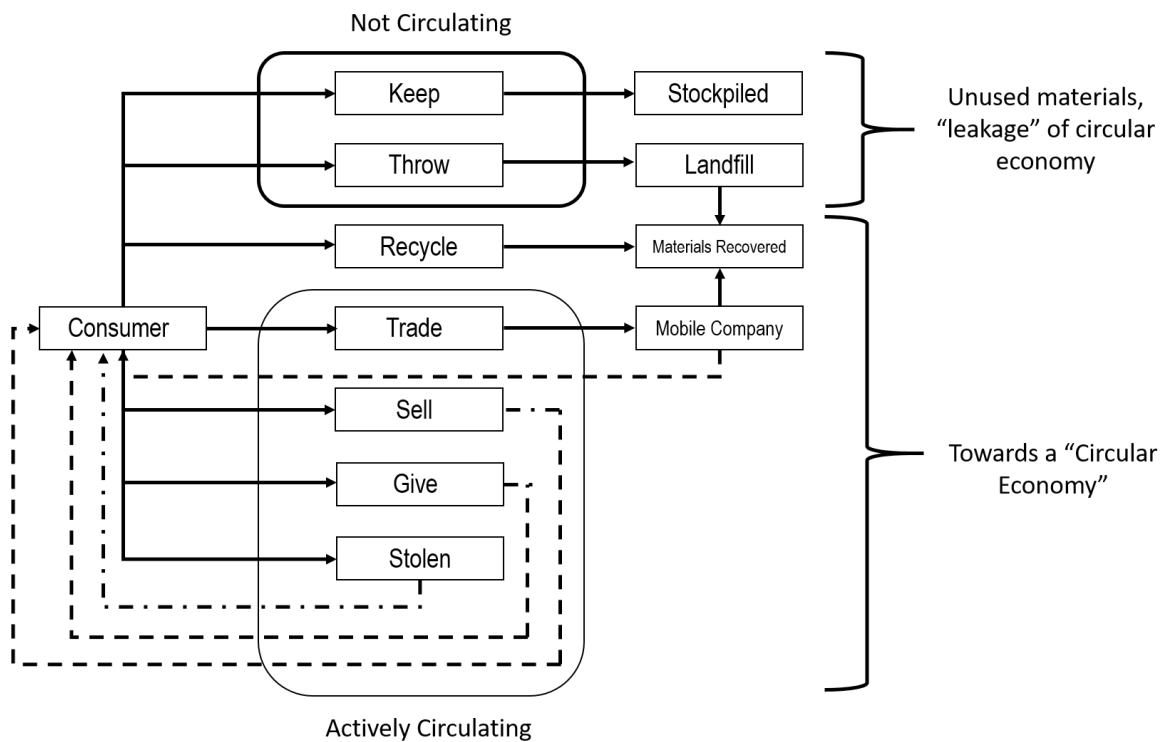 Not Circulating
Keep
Stockpiled
Throw
Landfill
Unused materials,
“leakage” of circular
economy
Recycle
Materials Recovered
Consumer
Trade
Mobile Company
Sell
Give
Stolen
Towards a “Circular
Economy”
Actively Circulating